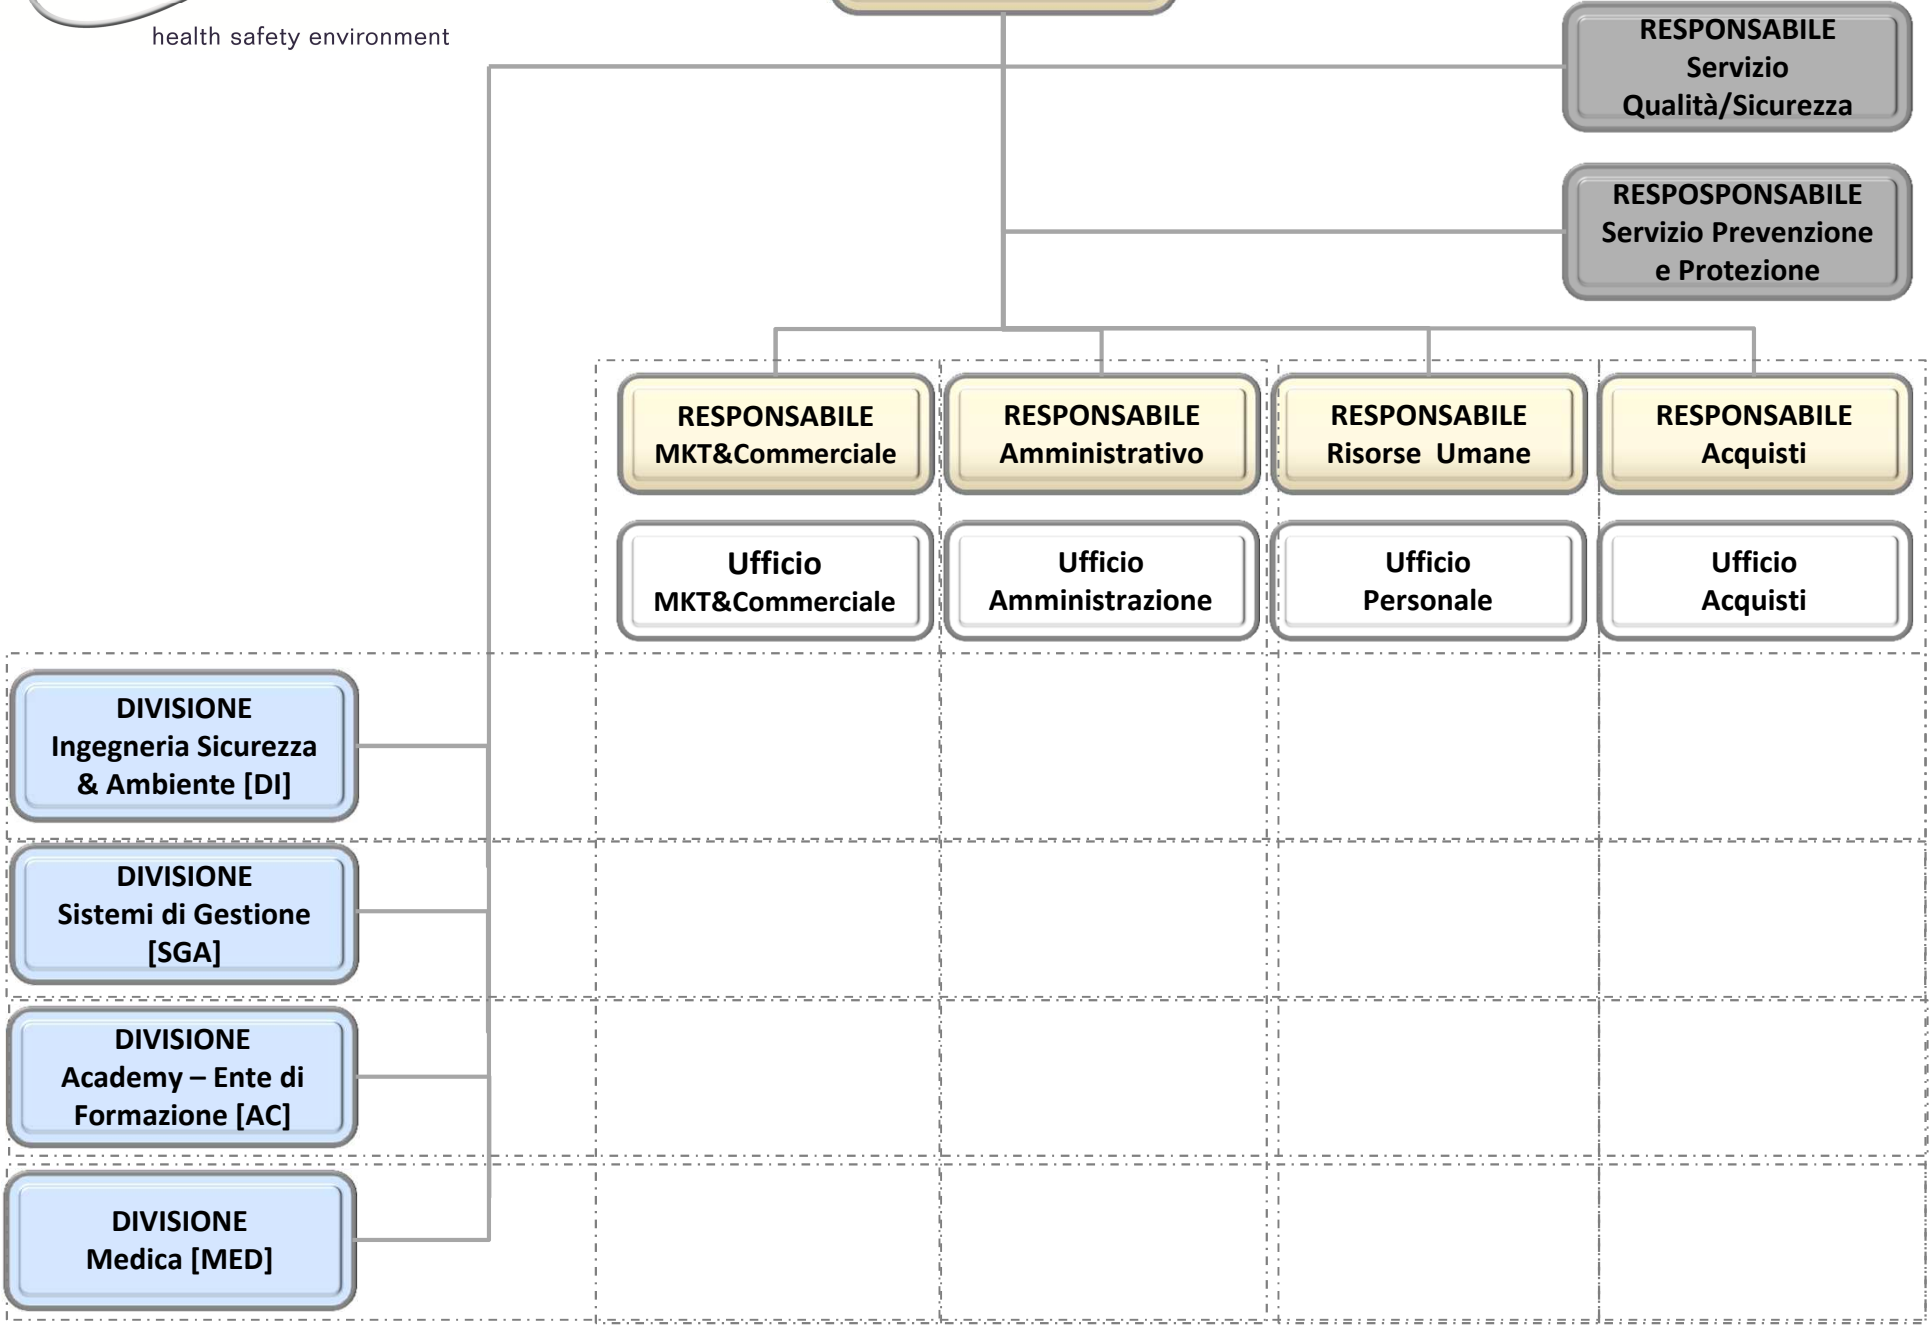 health safety environment
RESPONSABILE
Servizio
Qualità/Sicurezza
RESPOSPONSABILE
Servizio Prevenzione
e Protezione
RESPONSABILE
MKT&Commerciale
RESPONSABILE
Amministrativo
RESPONSABILE
Risorse Umane
RESPONSABILE
Acquisti
Ufficio
MKT&Commerciale
Ufficio
Amministrazione
Ufficio
Personale
Ufficio
Acquisti
DIVISIONE
Ingegneria Sicurezza
& Ambiente [DI]
DIVISIONE
Sistemi di Gestione
[SGA]
DIVISIONE
Academy – Ente di
Formazione [AC]
DIVISIONE
Medica [MED]